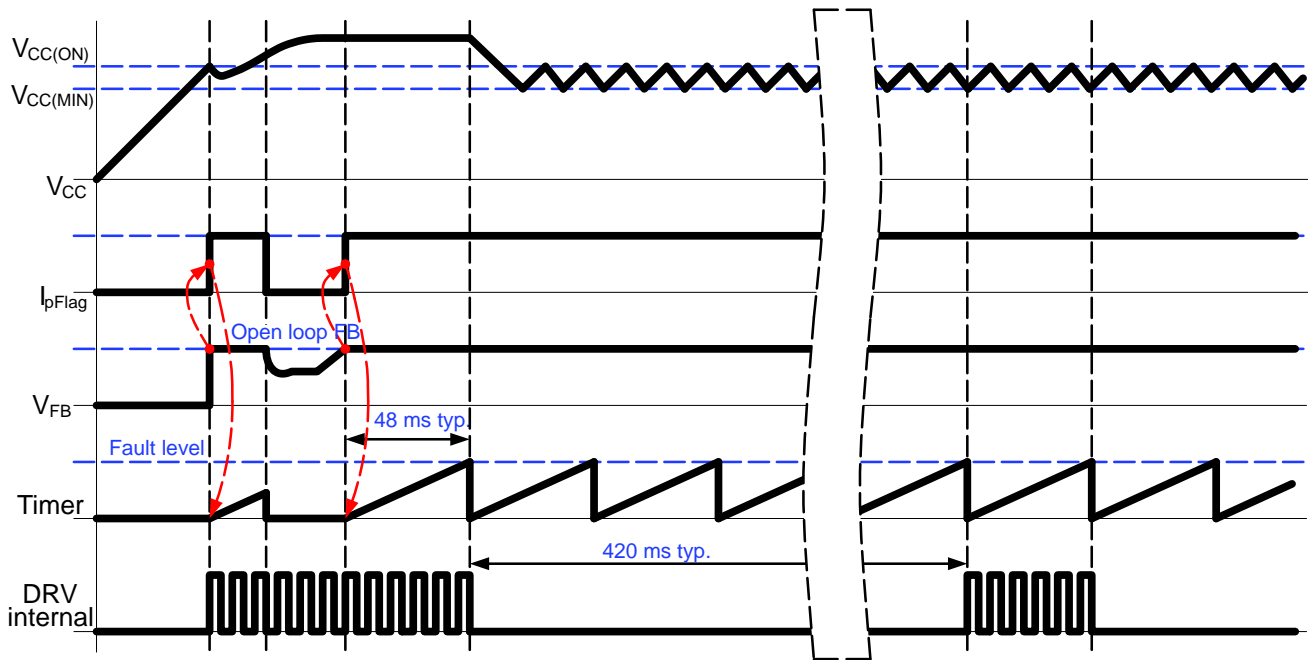 VCC(ON)
VCC(MIN)
VCC
IpFlag
Open loop FB
VFB
48 ms typ.
Fault level
Timer
420 ms typ.
DRV
internal